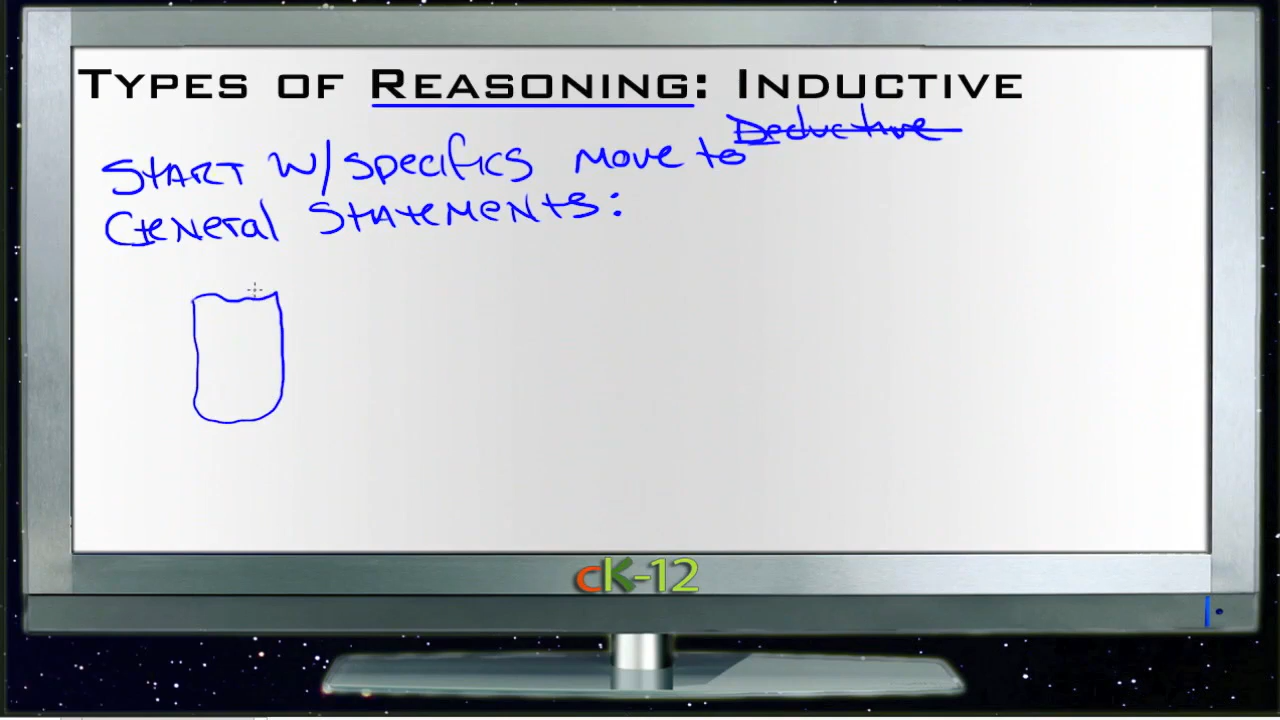 Types of Reasoning: Inductive
Deductive
Start w/ specifics move to
General Statements:
cK-12